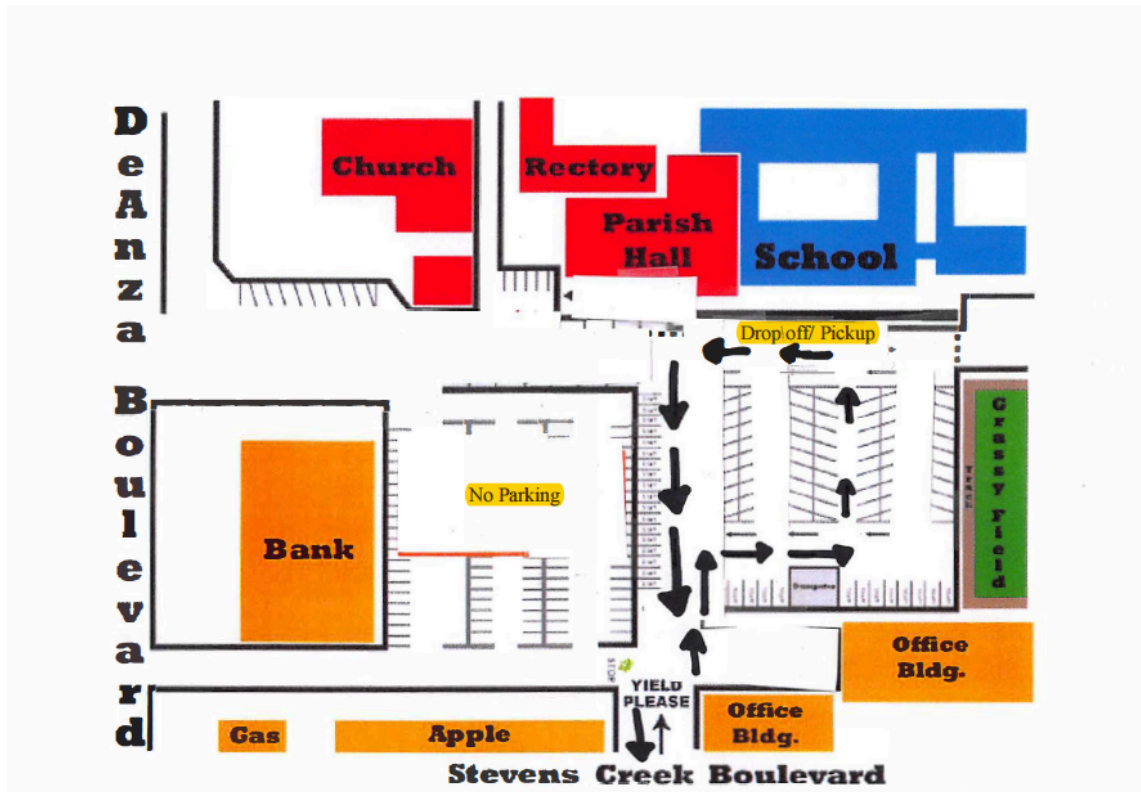 DeAnza Boulevard
Church
Rectory
Parish
Hall
School
Drop off/ Pickup
No Parking
Grassy Field
Bank
STOP
YIELD
PLEASE
Office
Bldg.
Office
Bldg.
Gas
Apple
Stevens Creek Boulevard